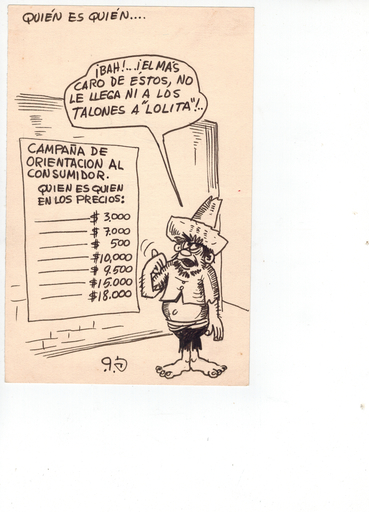 QUIÉN ES QUIÉN....
¡BAH!...¡EL MÁS
CARO DE ESTOS, NO
LE LLEGA NI A LOS
TALONES A "LOLITA"!..
CAMPAÑA DE
ORIENTACION AL
CONSUMIDOR.
QUIEN ES QUIEN
EN LOS PRECIOS:
$ 3,000
$ 7.000
$ 500
$10,000
$ 9.500
$15.000
$18.000